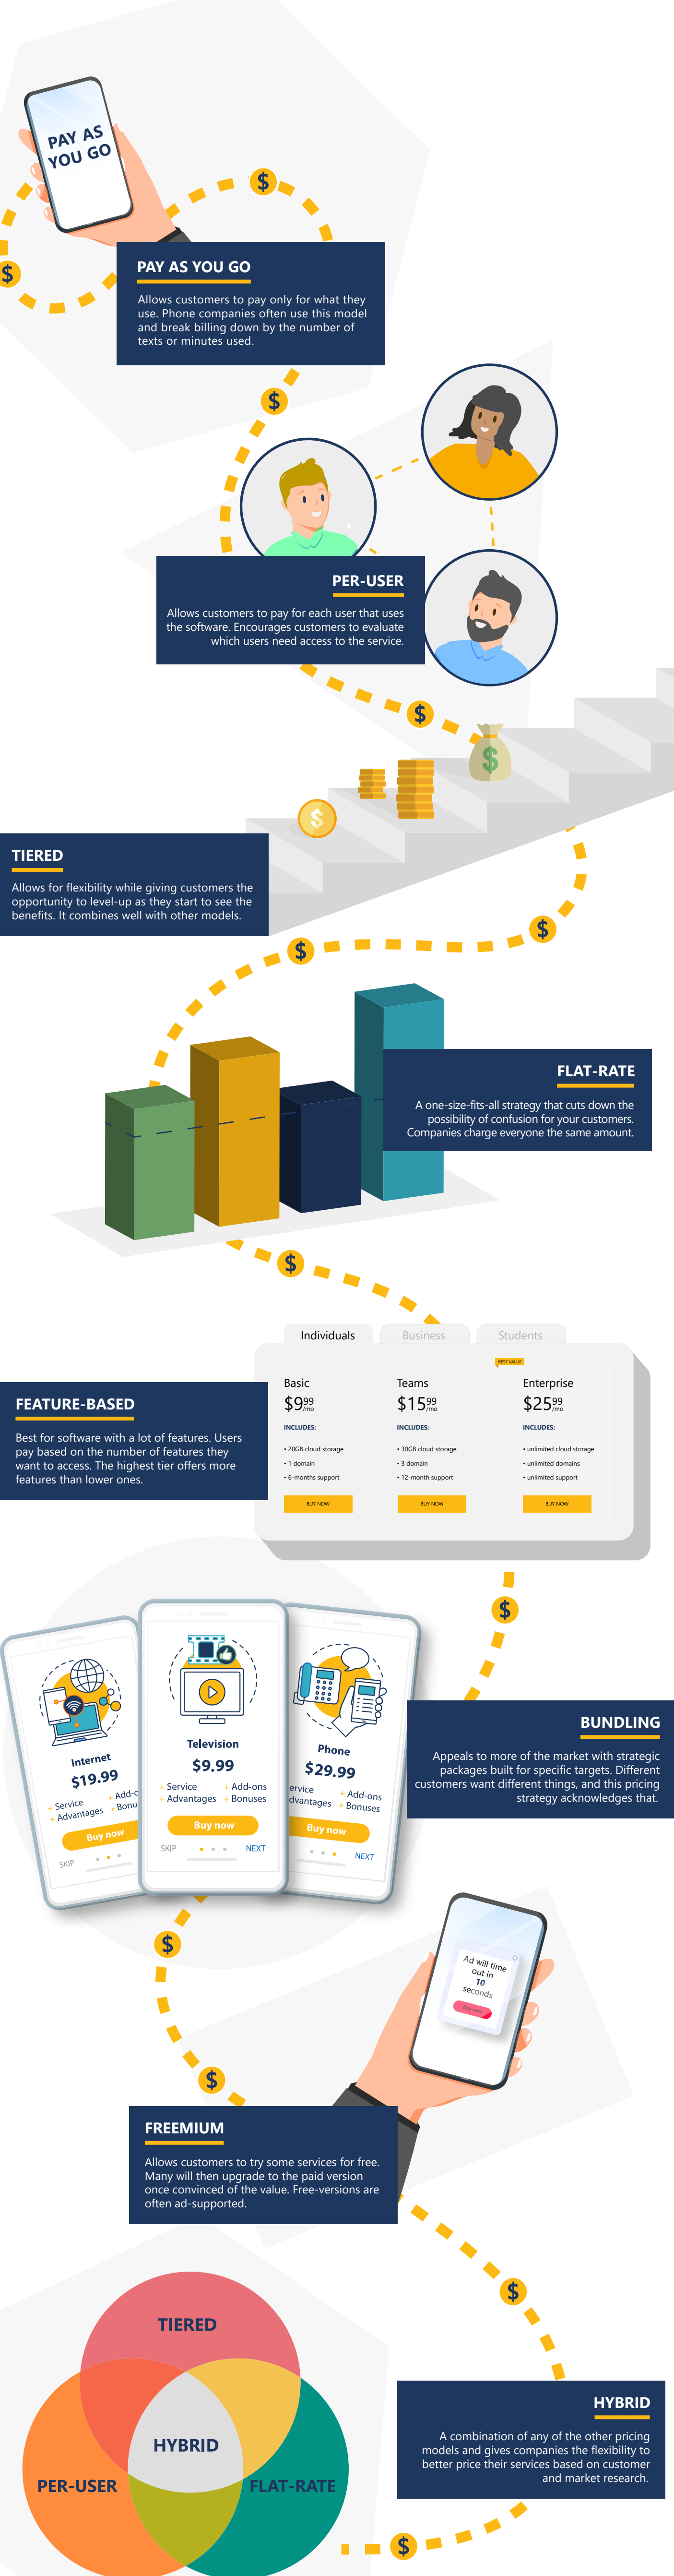 PAY AS
YOU GO
$
$
PAY AS YOU GO
Allows customers to pay only for what they
use. Phone companies often use this model
and break billing down by the number of
texts or minutes used.
$
PER-USER
Allows customers to pay for each user that uses
the software. Encourages customers to evaluate
which users need access to the service.
$
$
$
TIERED
Allows for flexibility while giving customers the
opportunity to level-up as they start to see the
benefits. It combines well with other models.
$
$
FLAT-RATE
A one-size-fits-all strategy that cuts down the
possibility of confusion for your customers.
Companies charge everyone the same amount.
$
Individuals
Business
Students
FEATURE-BASED
Best for software with a lot of features. Users
pay based on the number of features they
want to access. The highest tier offers more
features than lower ones.
Basic
$9.99/mo
INCLUDES:
• 20GB cloud storage
• 1 domain
• 6-months support
BUY NOW
Teams
$15.99/mo
INCLUDES:
• 30GB cloud storage
• 3 domain
• 12-month support
BUY NOW
BEST VALUE
Enterprise
$25.99/mo
INCLUDES:
• unlimited cloud storage
• unlimited domains
• unlimited support
BUY NOW
$
Internet
$19.99
+ Service
+ Add-o
+ Advantages
+ Bonu
Buy now
SKIP
Television
$9.99
+ Service
+ Add-ons
+ Advantages
+ Bonuses
Buy now
SKIP
NEXT
Phone
$29.99
ervice
+ Add-ons
dvantages
+ Bonuses
Buy now
NEXT
BUNDLING
Appeals to more of the market with strategic
packages built for specific targets. Different
customers want different things, and this pricing
strategy acknowledges that.
$
Ad will time
out in
10
seconds
Buy now
$
FREEMIUM
Allows customers to try some services for free.
Many will then upgrade to the paid version
once convinced of the value. Free-versions are
often ad-supported.
$
TIERED
HYBRID
PER-USER
FLAT-RATE
HYBRID
A combination of any of the other pricing
models and gives companies the flexibility to
better price their services based on customer
and market research.
$